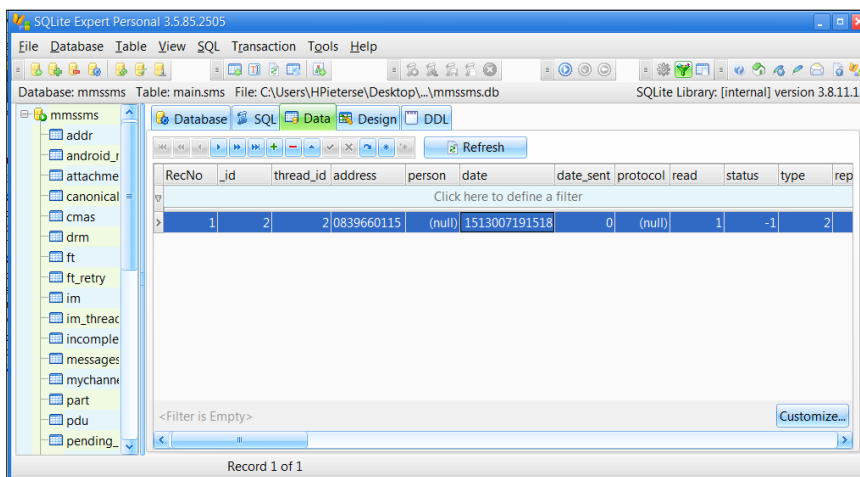 SQLite Expert Personal 3.5.85.2505
File Database Table View SQL Transaction Tools Help
Database: mmssms Table: main.sms File: C:\Users\HPieterse\Desktop\...\mmssms.db SQLite Library: [internal] version 3.8.11.1
mmssms
addr
android_r
attachme
canonical
cmas
drm
ft
ft_retry
im
im_threac
incomple
messages
mychanne
part
pdu
pending_
Database SQL Data Design DDL
Refresh
RecNo _id thread_id address person date date_sent protocol read status type rep
Click here to define a filter
1 2 2 0839660115 (null) 1513007191518 0 (null) 1 -1 2
<Filter is Empty> Customize...
Record 1 of 1